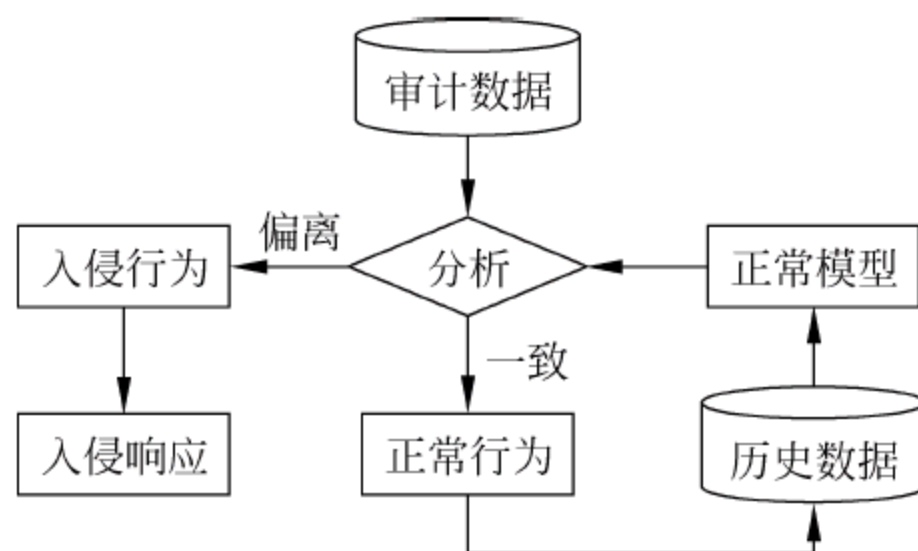 审计数据
偏离
入侵行为
分析
正常模型
一致
入侵响应
正常行为
历史数据